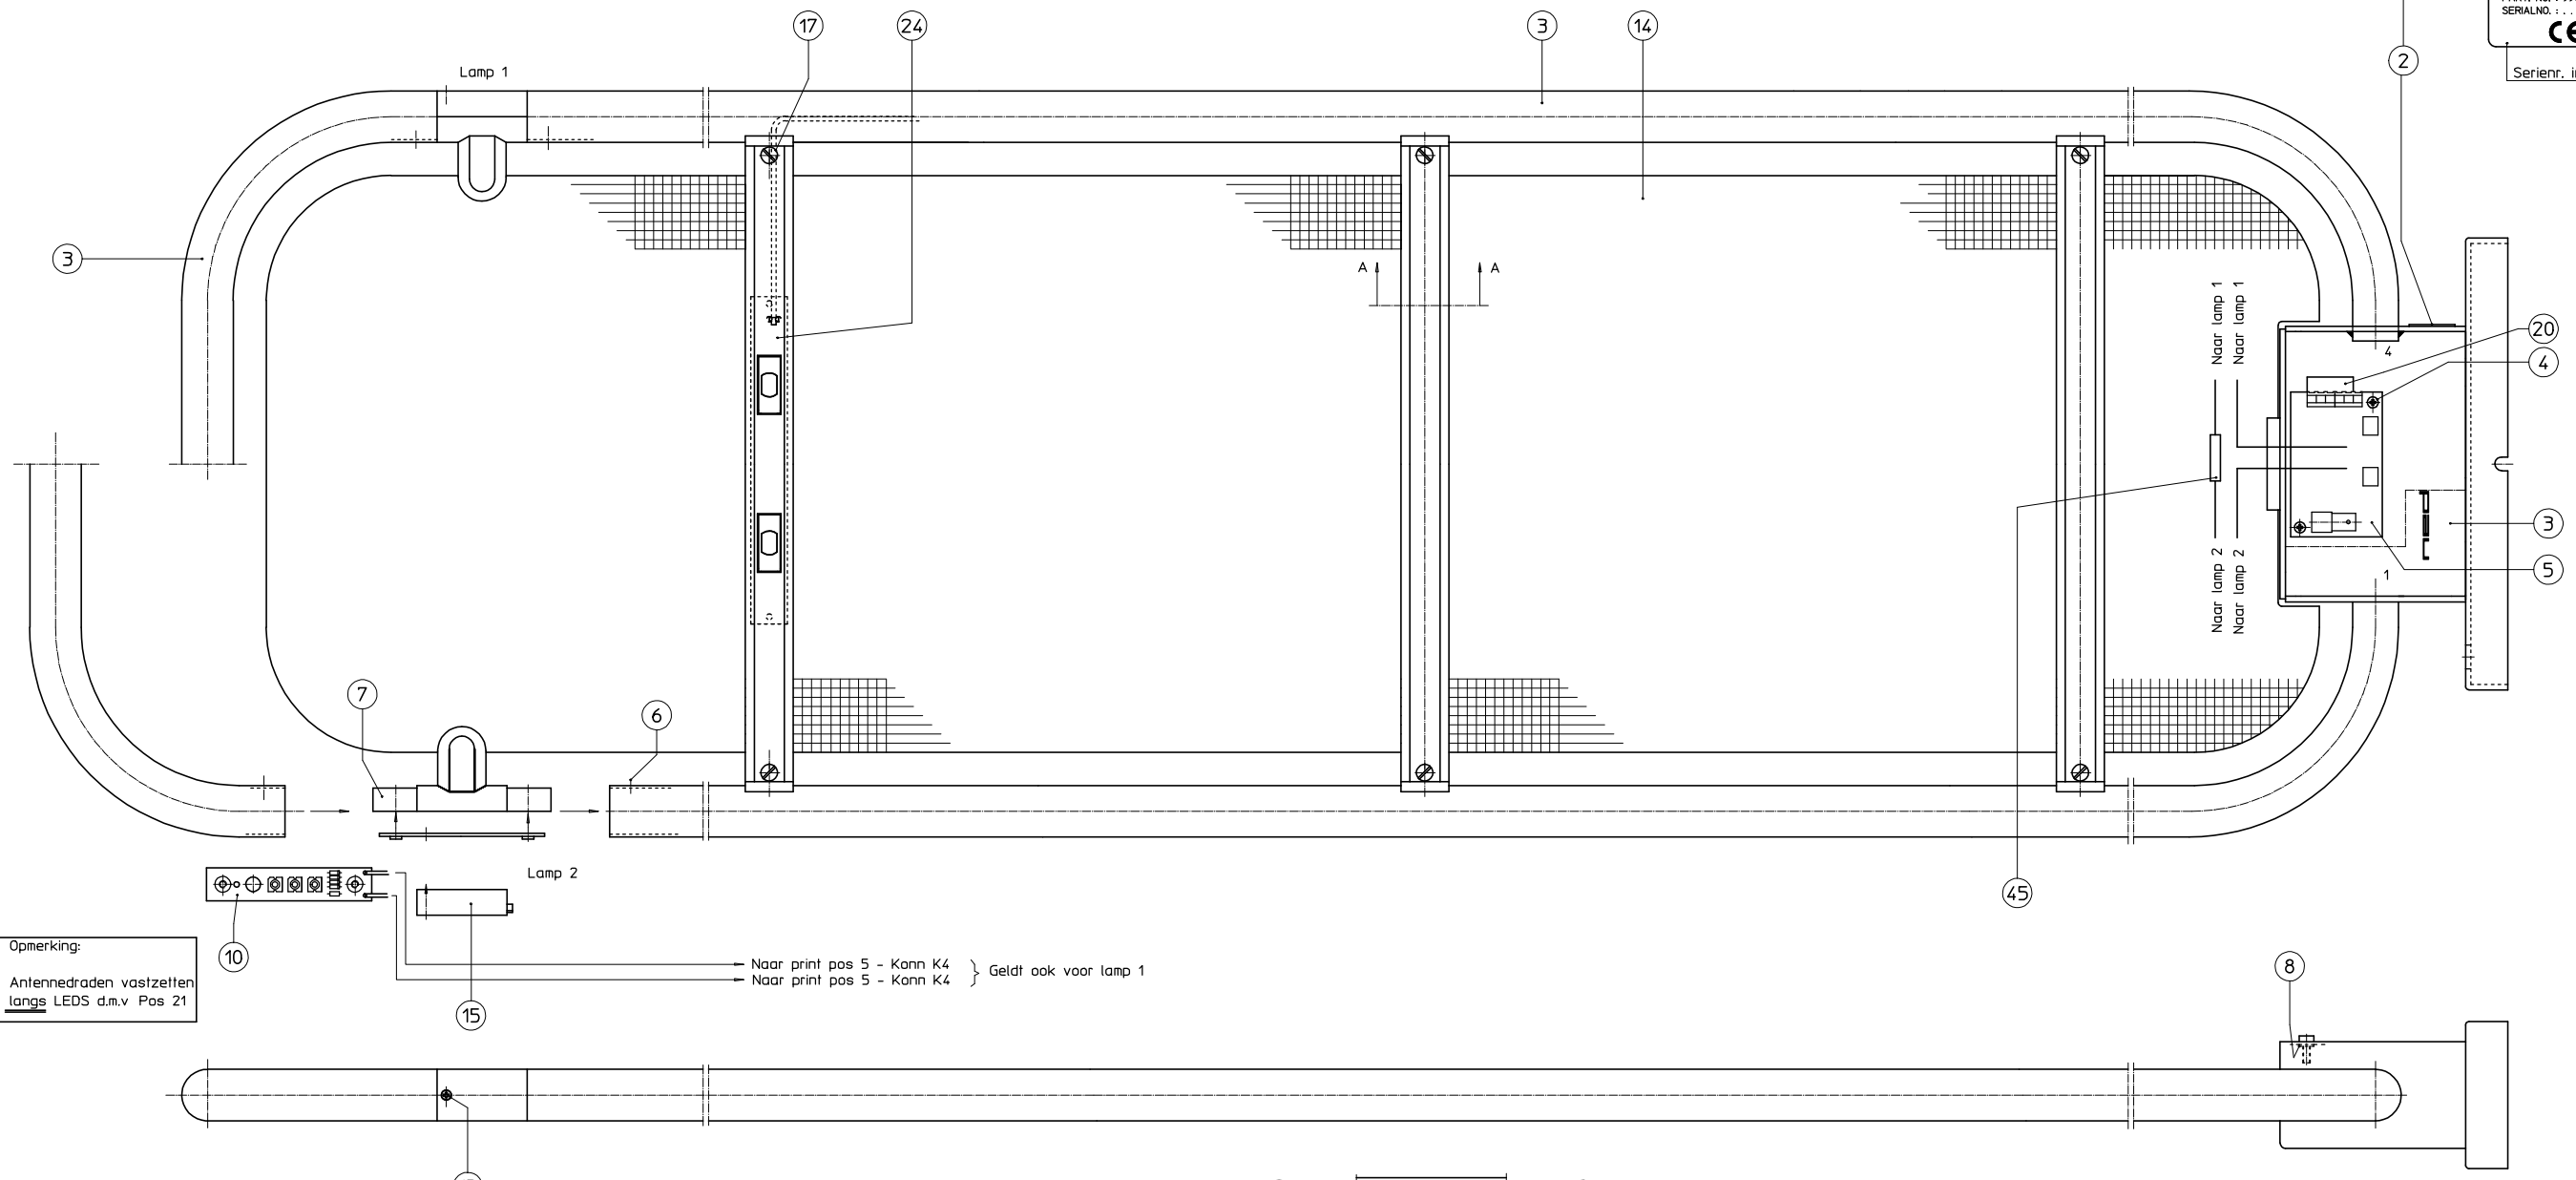 SERIALNO. : . .
CE
Serienr. i
17
24
3
14
2
Lamp 1
3
A
A
Naar lamp 1
Naar lamp 1
20
4
4
3
5
1
Naar lamp 2
Naar lamp 2
7
6
45
Lamp 2
10
15
Opmerking:
Antennedraden vastzetten
langs LEDS d.m.v Pos 21
Naar print pos 5 - Konn K4
Naar print pos 5 - Konn K4
Geldt ook voor lamp 1
8